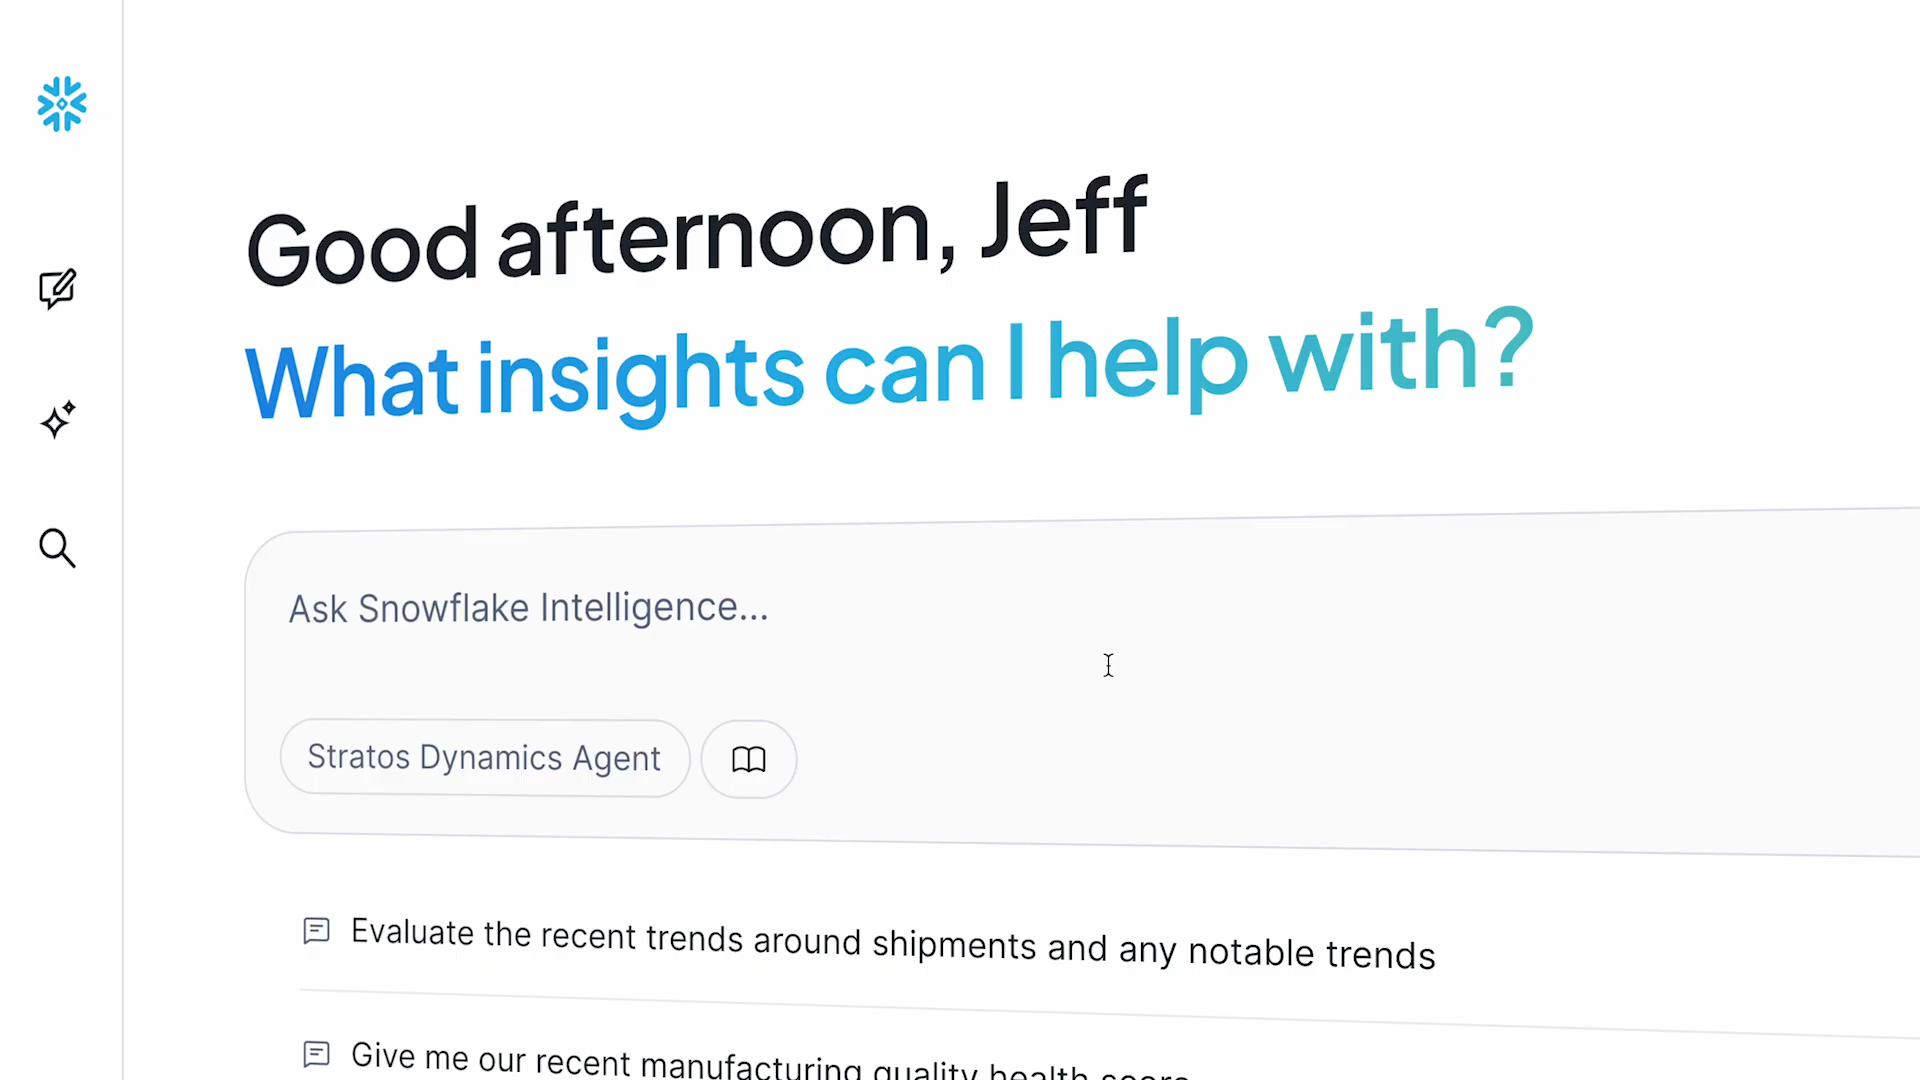 Good afternoon, Jeff
What insights can I help with?
Ask Snowflake Intelligence...
Stratos Dynamics Agent
Evaluate the recent trends around shipments and any notable trends
Give me our recent manufacturing quality health score